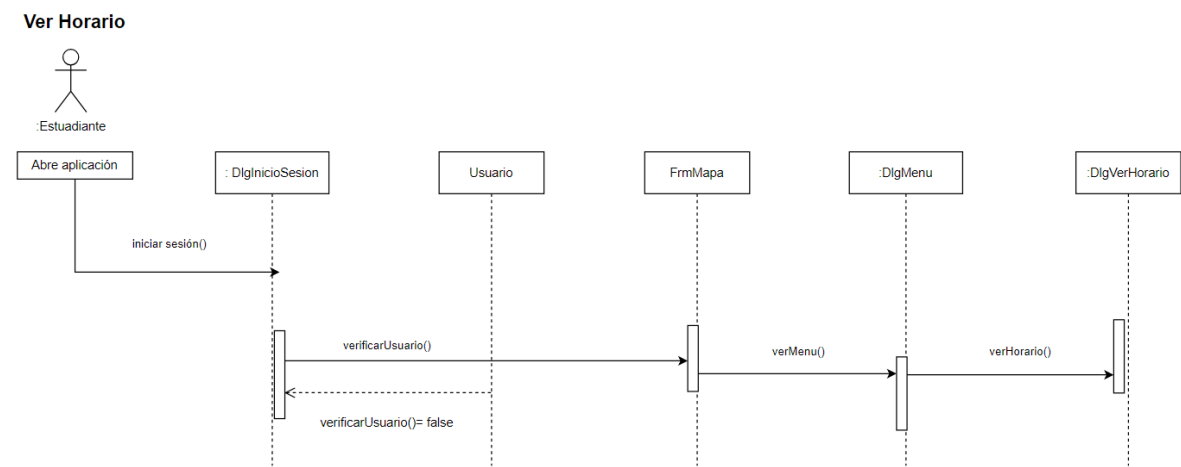 Ver Horario
:Estuadiante
Abre aplicación
: DlgInicioSesion
Usuario
FrmMapa
:DlgMenu
:DlgVerHorario
iniciar sesión()
verificarUsuario()
verMenu()
verHorario()
verificarUsuario()= false